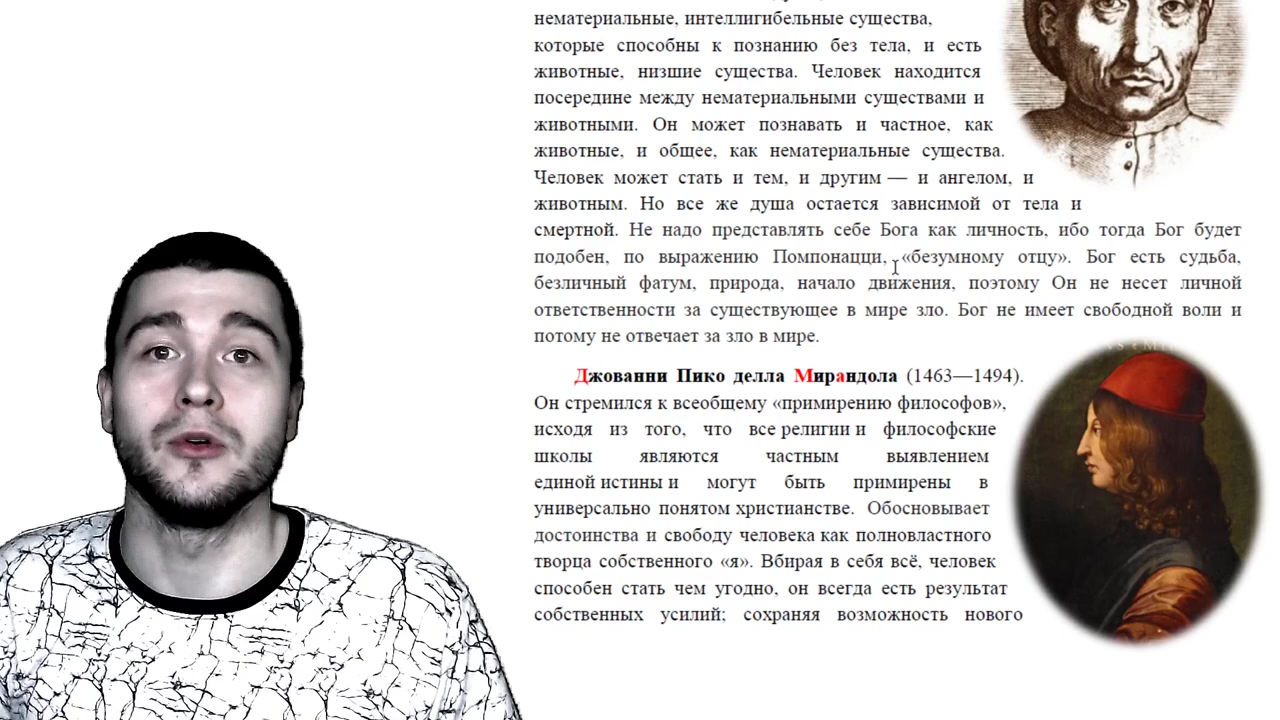 нематериальные, интеллигибельные существа,
которые способны к познанию без тела, и есть
животные, низшие существа. Человек находится
посередине между нематериальными существами и
животными. Он может познавать и частное, как
животные, и общее, как нематериальные существа.
Человек может стать и тем, и другим — и ангелом, и
животным. Но все же душа остается зависимой от тела и
смертной. Не надо представлять себе Бога как личность, ибо тогда Бог будет
подобен, по выражению Помпонацци, «безумному отцу». Бог есть судьба,
безличный фатум, природа, начало движения, поэтому Он не несет личной
ответственности за существующее в мире зло. Бог не имеет свободной воли и
потому не отвечает за зло в мире.
Джованни Пико делла Мирандола (1463—1494).
Он стремился к всеобщему «примирению философов»,
исходя из того, что все религии и философские
школы являются частным выявлением
единой истины и могут быть примирены в
универсально понятом христианстве. Обосновывает
достоинства и свободу человека как полновластного
творца собственного «я». Вбирая в себя всё, человек
способен стать чем угодно, он всегда есть результат
собственных усилий; сохраняя возможность нового